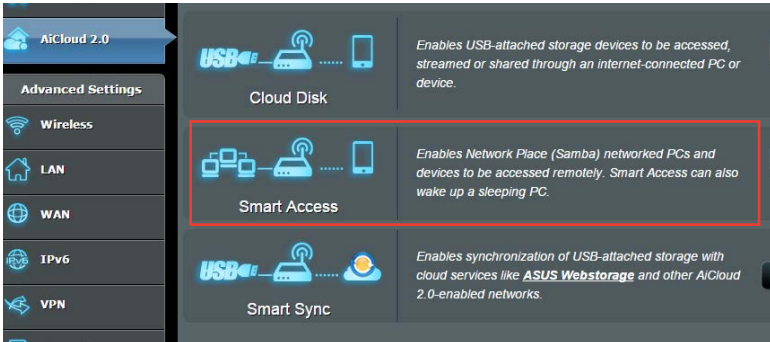 AiCloud 2.0
Advanced Settings
Wireless
LAN
WAN
IPv6
IPv6
VPN
USB
Cloud Disk
Enables USB-attached storage devices to be accessed,
streamed or shared through an internet-connected PC or
device.
Smart Access
Enables Network Place (Samba) networked PCs and
devices to be accessed remotely. Smart Access can also
wake up a sleeping PC.
USB
Smart Sync
Enables synchronization of USB-attached storage with
cloud services like ASUS Webstorage and other AiCloud
2.0-enabled networks.